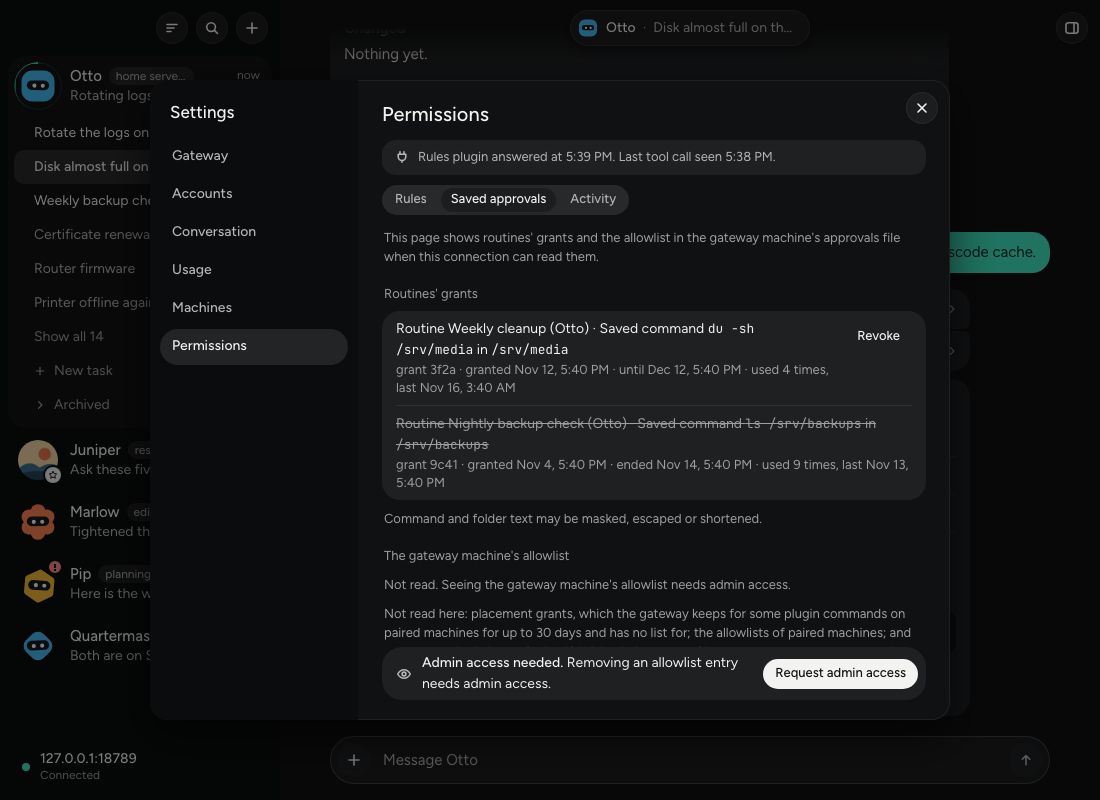 Otto · Disk almost full on th…
Nothing yet.
Otto home serve… now
Rotating logs
Rotate the logs on
Disk almost full on
Weekly backup che
Certificate renewa
Router firmware
Printer offline again
Show all 14
New task
Archived
Juniper res
Ask these fiv
Marlow edi
Tightened th
Pip planning
Here is the w
Quartermas
Both are on S
127.0.0.1:18789
Connected
Settings
Gateway
Accounts
Conversation
Usage
Machines
Permissions
Permissions
Rules plugin answered at 5:39 PM. Last tool call seen 5:38 PM.
Rules Saved approvals Activity
This page shows routines' grants and the allowlist in the gateway machine's approvals file
when this connection can read them.
Routines' grants
Routine Weekly cleanup (Otto) · Saved command du -sh
/srv/media in /srv/media
Revoke
grant 3f2a · granted Nov 12, 5:40 PM · until Dec 12, 5:40 PM · used 4 times,
last Nov 16, 3:40 AM
Routine Nightly backup check (Otto) · Saved command ls /srv/backups in
/srv/backups
grant 9c41 · granted Nov 4, 5:40 PM · ended Nov 14, 5:40 PM · used 9 times, last Nov 13,
5:40 PM
Command and folder text may be masked, escaped or shortened.
The gateway machine's allowlist
Not read. Seeing the gateway machine's allowlist needs admin access.
Not read here: placement grants, which the gateway keeps for some plugin commands on
paired machines for up to 30 days and has no list for; the allowlists of paired machines; and
Admin access needed. Removing an allowlist entry
needs admin access.
Request admin access
scode cache.
Message Otto